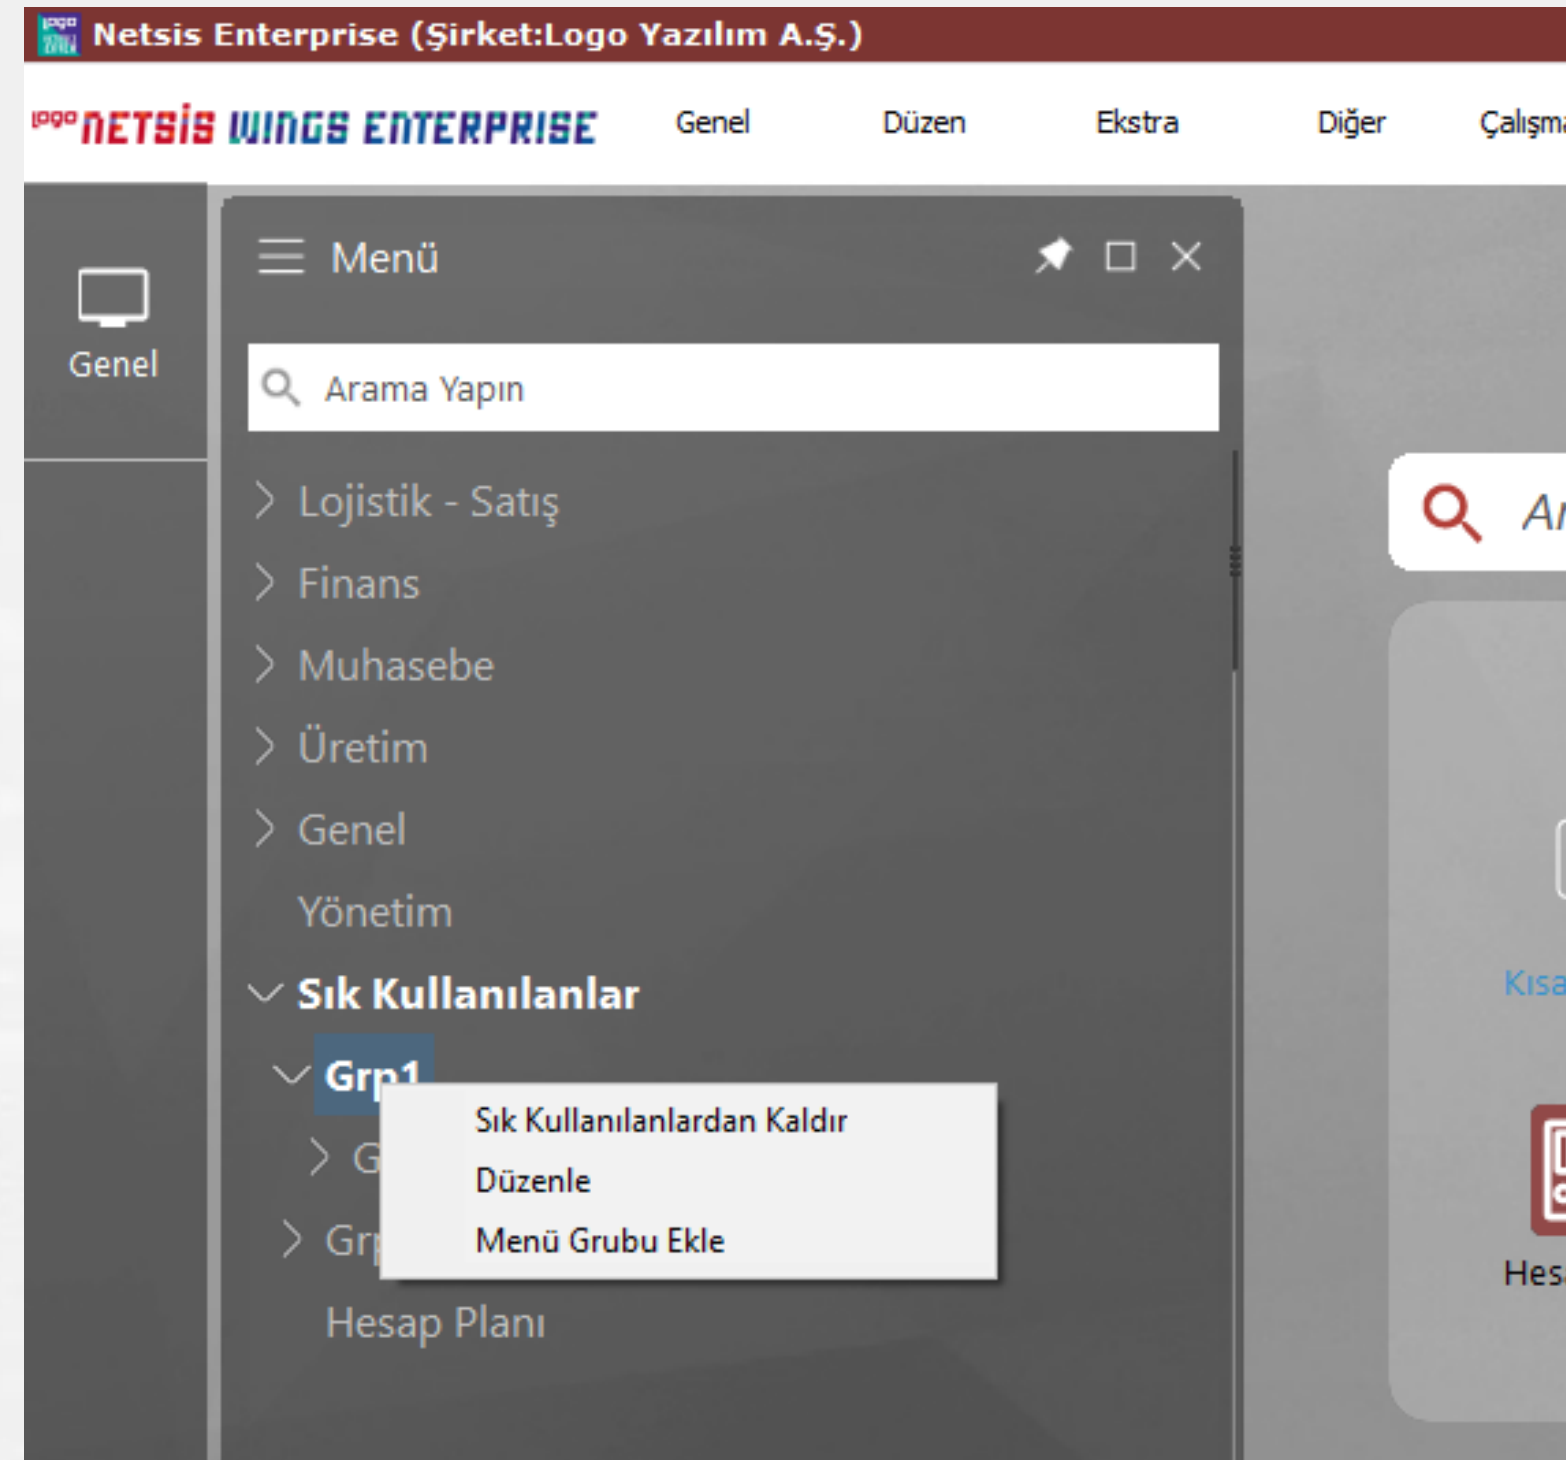 Netsis Enterprise (Şirket:Logo Yazılım A.Ş.)
LOGO NETSİS WINGS ENTERPRISE
Genel
Düzen
Ekstra
Diğer
Genel
Menü
Arama Yapın
Lojistik - Satış
Finans
Muhasebe
Üretim
Genel
Yönetim
Sık Kullanılanlar
Grp1
Sık Kullanılanlardan Kaldır
Düzenle
Menü Grubu Ekle
Hesap Planı